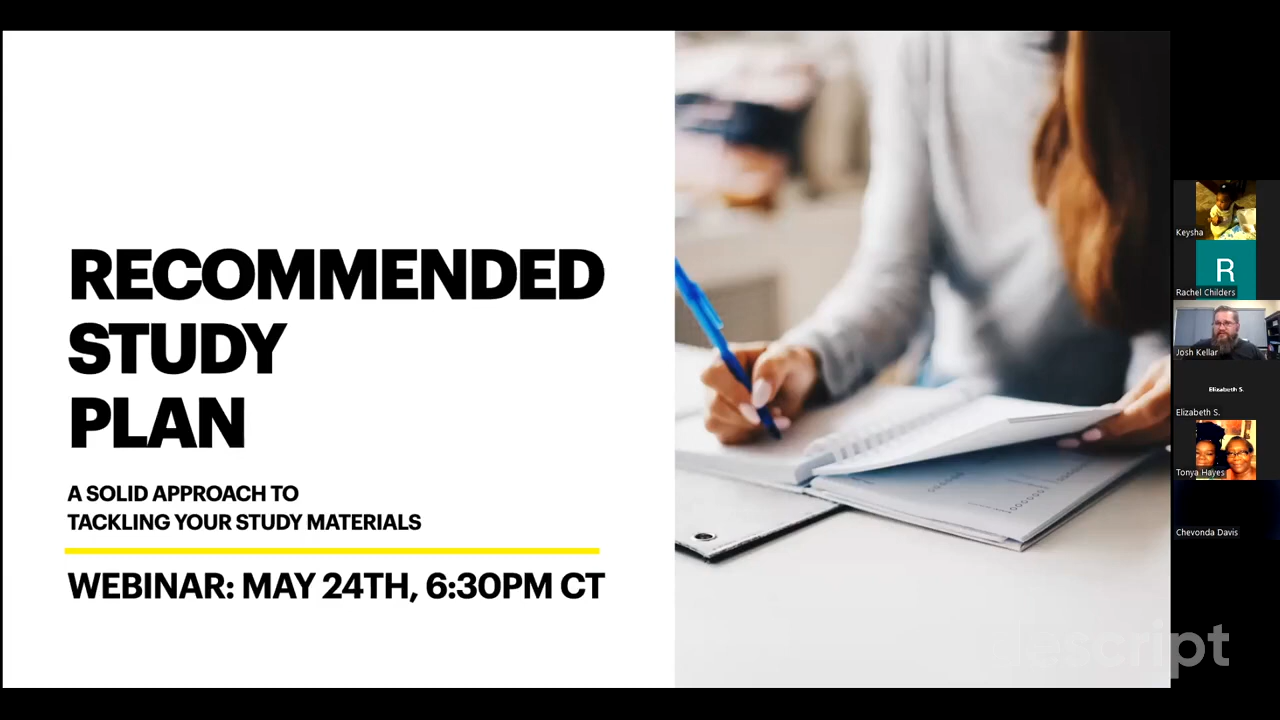 RECOMMENDED
STUDY
PLAN
A SOLID APPROACH TO
TACKLING YOUR STUDY MATERIALS
WEBINAR: MAY 24TH, 6:30PM CT
Keysha
R
Rachel Childers
Josh Kellar
Elizabeth S.
Elizabeth S.
Tonya Hayes
Chevonda Davis
descript